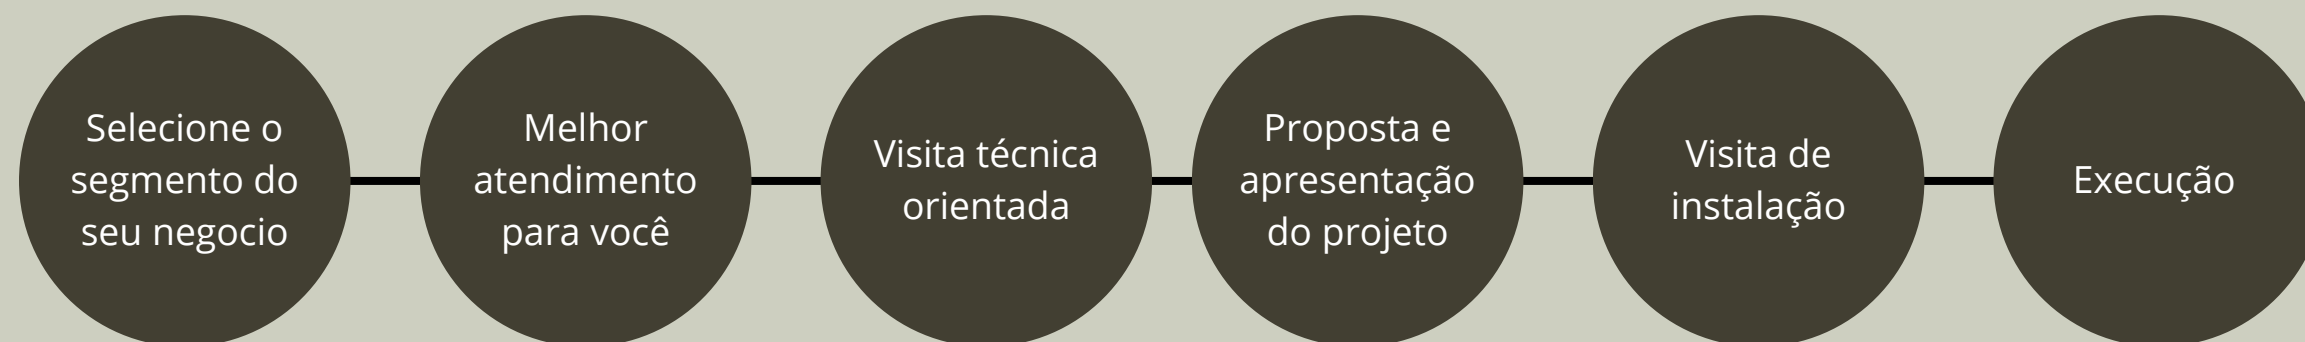 Selecione o
segmento do
seu negocio
Melhor
atendimento
para você
Visita técnica
orientada
Proposta e
apresentação
do projeto
Visita de
instalação
Execução